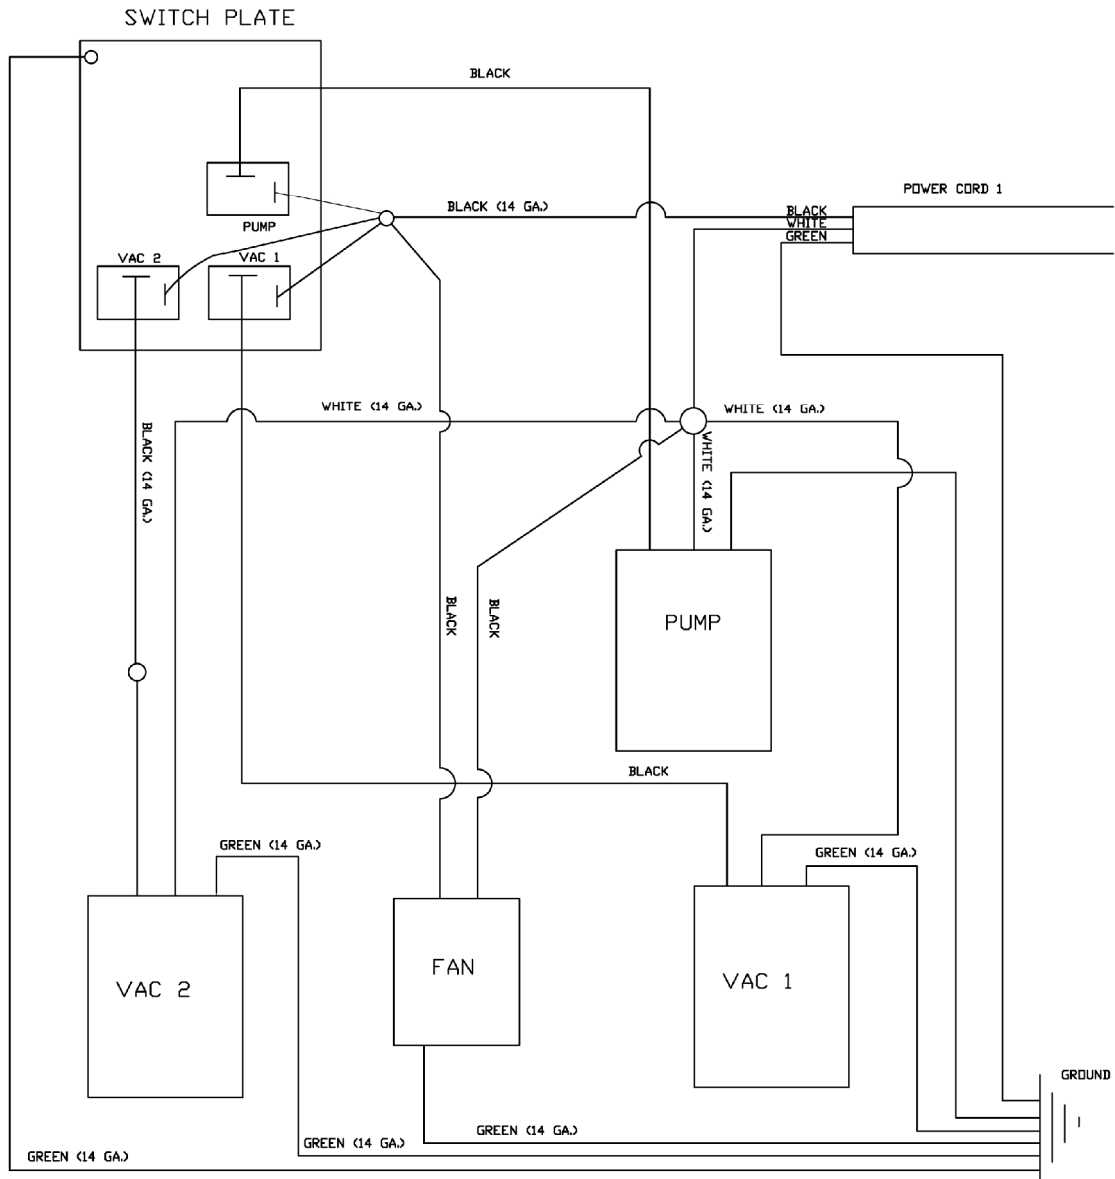 SWITCH PLATE
BLACK
POWER CORD 1
BLACK (14 GA.)
BLACK
WHITE
GREEN
PUMP
VAC 2
VAC 1
WHITE (14 GA.)
WHITE (14 GA.)
BLACK (14 GA.)
WHITE (14 GA.)
BLACK
BLACK
PUMP
BLACK
GREEN (14 GA.)
GREEN (14 GA.)
FAN
VAC 1
VAC 2
GROUND
GREEN (14 GA.)
GREEN (14 GA.)
GREEN (14 GA.)